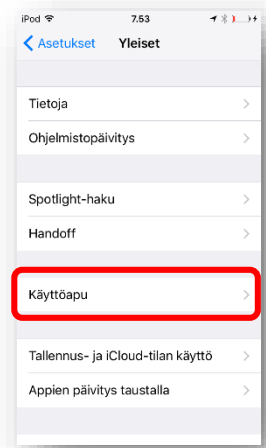 iPod 7.53
Asetukset Yleiset
Tietoja
Ohjelmistopäivitys
Spotlight-haku
Handoff
Käyttöapu
Tallennus- ja iCloud-tilan käyttö
Appien päivitys taustalla